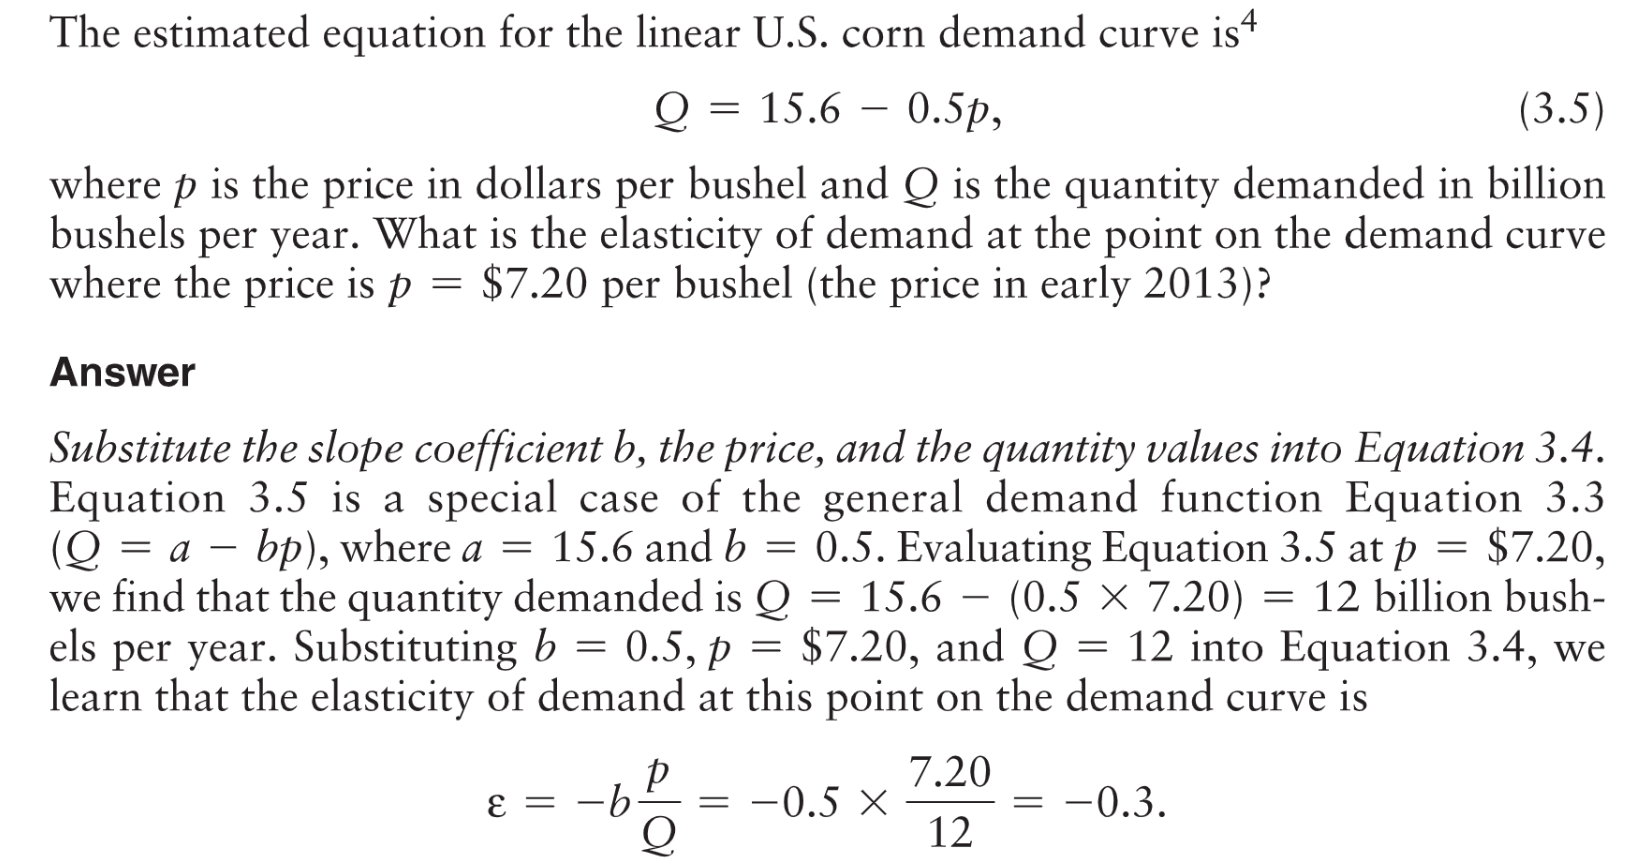 The estimated equation for the linear U.S. corn demand curve is⁴
Q = 15.6 − 0.5p, (3.5)
where p is the price in dollars per bushel and Q is the quantity demanded in billion
bushels per year. What is the elasticity of demand at the point on the demand curve
where the price is p = $7.20 per bushel (the price in early 2013)?
Answer
Substitute the slope coefficient b, the price, and the quantity values into Equation 3.4.
Equation 3.5 is a special case of the general demand function Equation 3.3
(Q = a − bp), where a = 15.6 and b = 0.5. Evaluating Equation 3.5 at p = $7.20,
we find that the quantity demanded is Q = 15.6 − (0.5 × 7.20) = 12 billion bush-
els per year. Substituting b = 0.5, p = $7.20, and Q = 12 into Equation 3.4, we
learn that the elasticity of demand at this point on the demand curve is
ε = −b p/Q = −0.5 × 7.20/12 = −0.3.